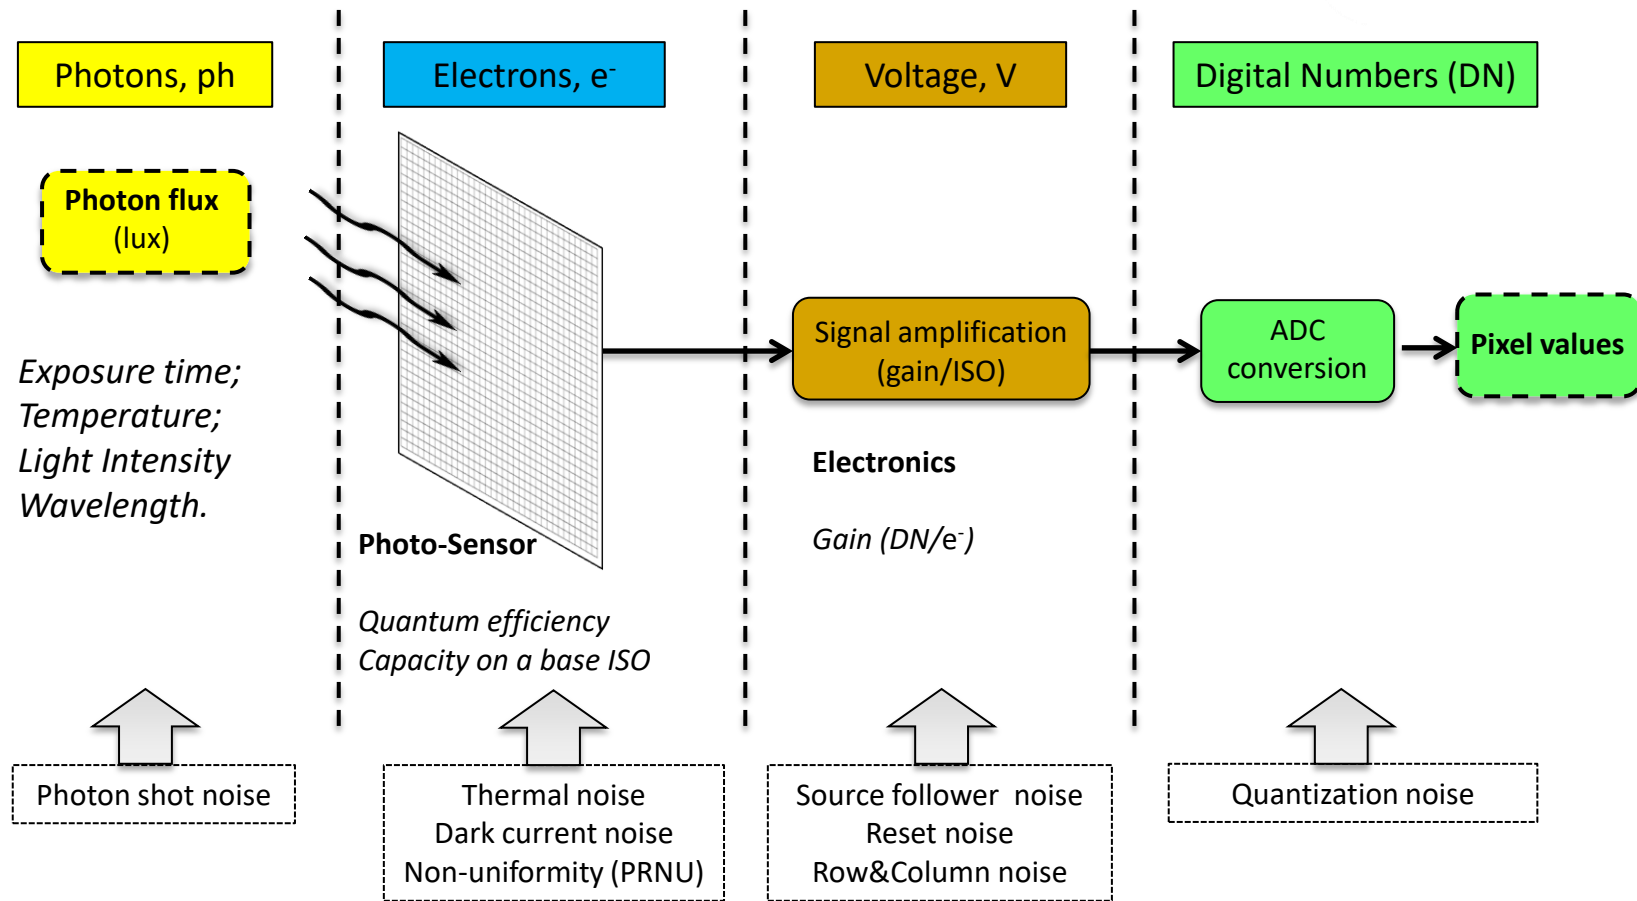 Photons, ph
Electrons, e-
Voltage, V
Digital Numbers (DN)
Photon flux
(lux)
Exposure time;
Temperature;
Light Intensity
Wavelength.
Photo-Sensor
Quantum efficiency
Capacity on a base ISO
Signal amplification
(gain/ISO)
Electronics
Gain (DN/e-)
ADC
conversion
Pixel values
Photon shot noise
Thermal noise
Dark current noise
Non-uniformity (PRNU)
Source follower noise
Reset noise
Row&Column noise
Quantization noise